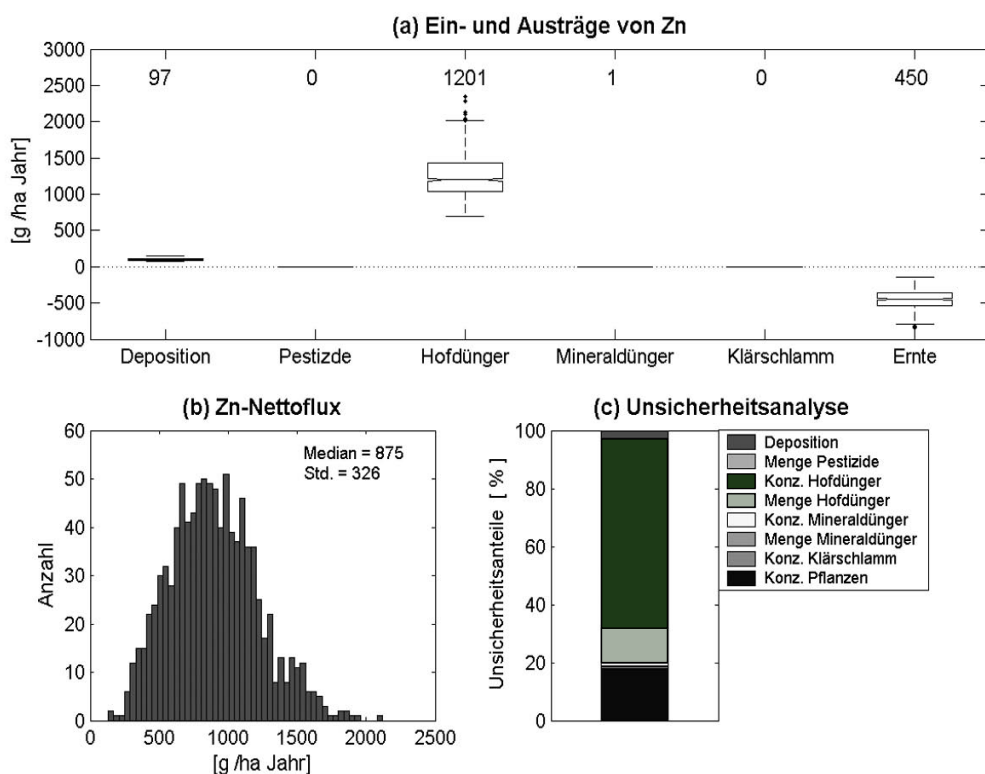 (a) Ein- und Austräge von Zn
3000
2500
2000
1500
1000
500
0
-500
-1000
[g /ha Jahr]
97 0 1201 1 0 450
Deposition Pestizde Hofdünger Mineraldünger Klärschlamm Ernte
(b) Zn-Nettoflux
60
50
40
30
20
10
0
Anzahl
Median = 875
Std. = 326
0 500 1000 1500 2000 2500
[g /ha Jahr]
(c) Unsicherheitsanalyse
100
80
60
40
20
0
Unsicherheitsanteile [ % ]
Deposition
Menge Pestizide
Konz. Hofdünger
Menge Hofdünger
Konz. Mineraldünger
Menge Mineraldünger
Konz. Klärschlamm
Konz. Pflanzen